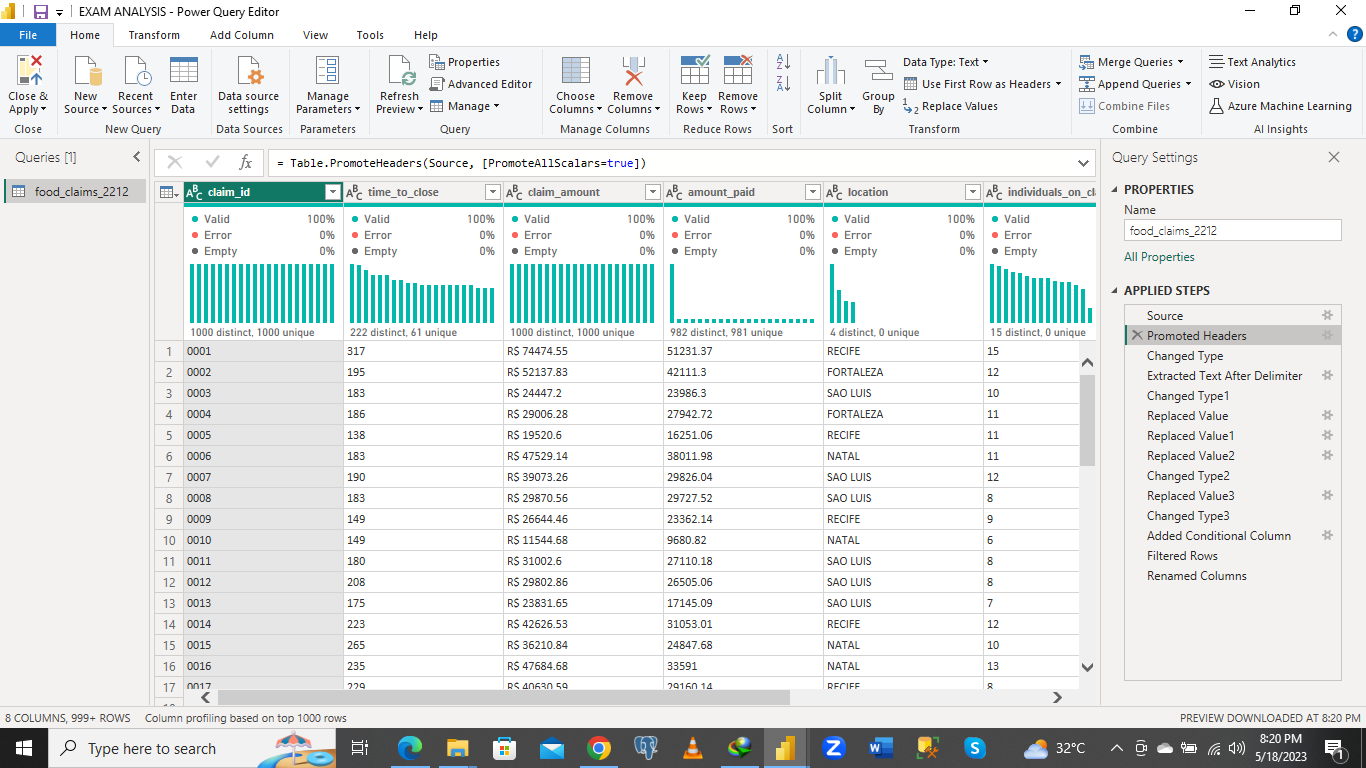 EXAM ANALYSIS - Power Query Editor
File Home Transform Add Column View Tools Help
Close & Apply
Close
New Source
Recent Sources
Enter Data
New Query
Data source settings
Data Sources
Manage Parameters
Parameters
Refresh Preview
Properties
Advanced Editor
Manage
Query
Choose Columns
Remove Columns
Manage Columns
Keep Rows
Remove Rows
Reduce Rows
Sort
Split Column
Group By
Data Type: Text
Use First Row as Headers
Replace Values
Transform
Merge Queries
Append Queries
Combine Files
Combine
Text Analytics
Vision
Azure Machine Learning
AI Insights
Queries [1]
food_claims_2212
fx = Table.PromoteHeaders(Source, [PromoteAllScalars=true])
claim_id time_to_close claim_amount amount_paid location individuals_on_cl
Valid 100% Valid 100% Valid 100% Valid 100% Valid 100% Valid
Error 0% Error 0% Error 0% Error 0% Error 0% Error
Empty 0% Empty 0% Empty 0% Empty 0% Empty 0% Empty
1000 distinct, 1000 unique 222 distinct, 61 unique 1000 distinct, 1000 unique 982 distinct, 981 unique 4 distinct, 0 unique 15 distinct, 0 unique
1 0001 317 R$ 74474.55 51231.37 RECIFE 15
2 0002 195 R$ 52137.83 42111.3 FORTALEZA 12
3 0003 183 R$ 24447.2 23986.3 SAO LUIS 10
4 0004 186 R$ 29006.28 27942.72 FORTALEZA 11
5 0005 138 R$ 19520.6 16251.06 RECIFE 11
6 0006 183 R$ 47529.14 38011.98 NATAL 11
7 0007 190 R$ 39073.26 29826.04 SAO LUIS 12
8 0008 183 R$ 29870.56 29727.52 SAO LUIS 8
9 0009 149 R$ 26644.46 23362.14 RECIFE 9
10 0010 149 R$ 11544.68 9680.82 NATAL 6
11 0011 180 R$ 31002.6 27110.18 SAO LUIS 8
12 0012 208 R$ 29802.86 26505.06 SAO LUIS 8
13 0013 175 R$ 23831.65 17145.09 SAO LUIS 7
14 0014 223 R$ 42626.53 31053.01 RECIFE 12
15 0015 265 R$ 36210.84 24847.68 NATAL 10
16 0016 235 R$ 47684.68 33591 NATAL 13
17 0017 229 R$ 40630.59 29160.14 RECIFE 8
Query Settings
PROPERTIES
Name
food_claims_2212
All Properties
APPLIED STEPS
Source
Promoted Headers
Changed Type
Extracted Text After Delimiter
Changed Type1
Replaced Value
Replaced Value1
Replaced Value2
Changed Type2
Replaced Value3
Changed Type3
Added Conditional Column
Filtered Rows
Renamed Columns
8 COLUMNS, 999+ ROWS Column profiling based on top 1000 rows PREVIEW DOWNLOADED AT 8:20 PM
Type here to search
32°C
8:20 PM
5/18/2023
1